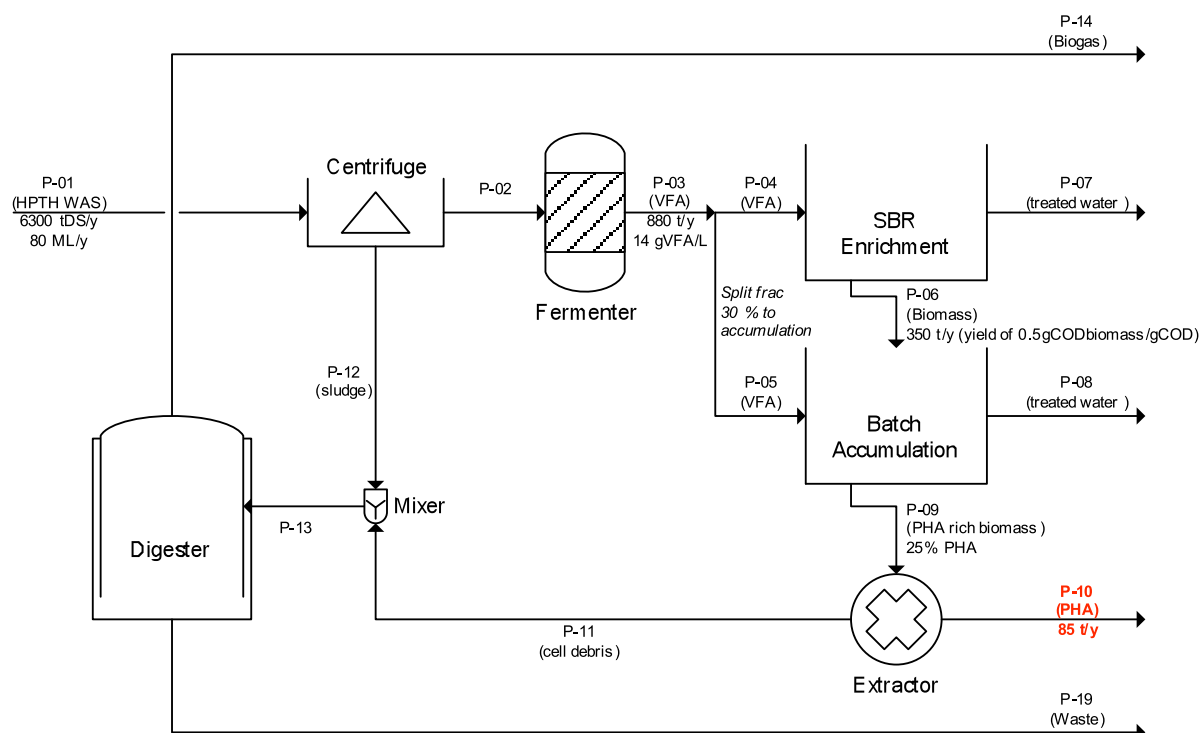 P-14
(Biogas)
Centrifuge
P-01
(HPTH WAS)
6300 tDS/y
80 ML/y
P-02
P-03
(VFA)
880 t/y
14 gVFA/L
P-04
(VFA)
P-07
(treated water )
SBR
Enrichment
Fermenter
Split frac
30 % to
accumulation
P-06
(Biomass)
350 t/y (yield of 0.5gCODbiomass/gCOD)
P-12
(sludge)
P-05
(VFA)
P-08
(treated water )
Batch
Accumulation
Mixer
P-13
P-09
(PHA rich biomass )
25% PHA
Digester
P-10
(PHA)
85 t/y
P-11
(cell debris)
Extractor
P-19
(Waste)